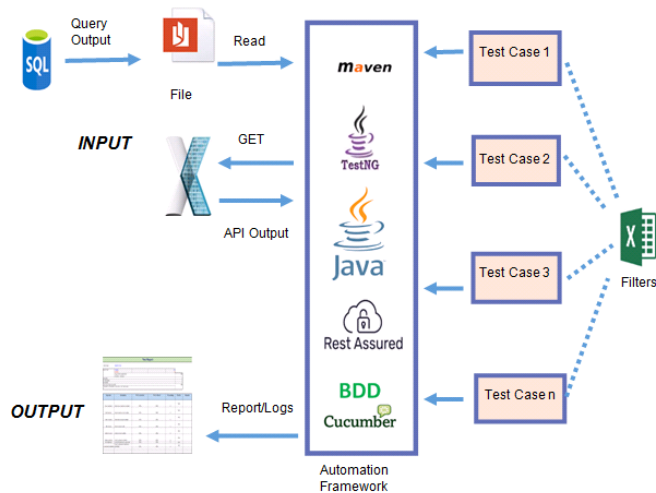 Query
Output
SQL
File
Read
INPUT
GET
API Output
maven
TestNG
Java
Rest Assured
BDD
Cucumber
Automation
Framework
Test Case 1
Test Case 2
Test Case 3
Test Case n
X
Filters
OUTPUT
Report/Logs